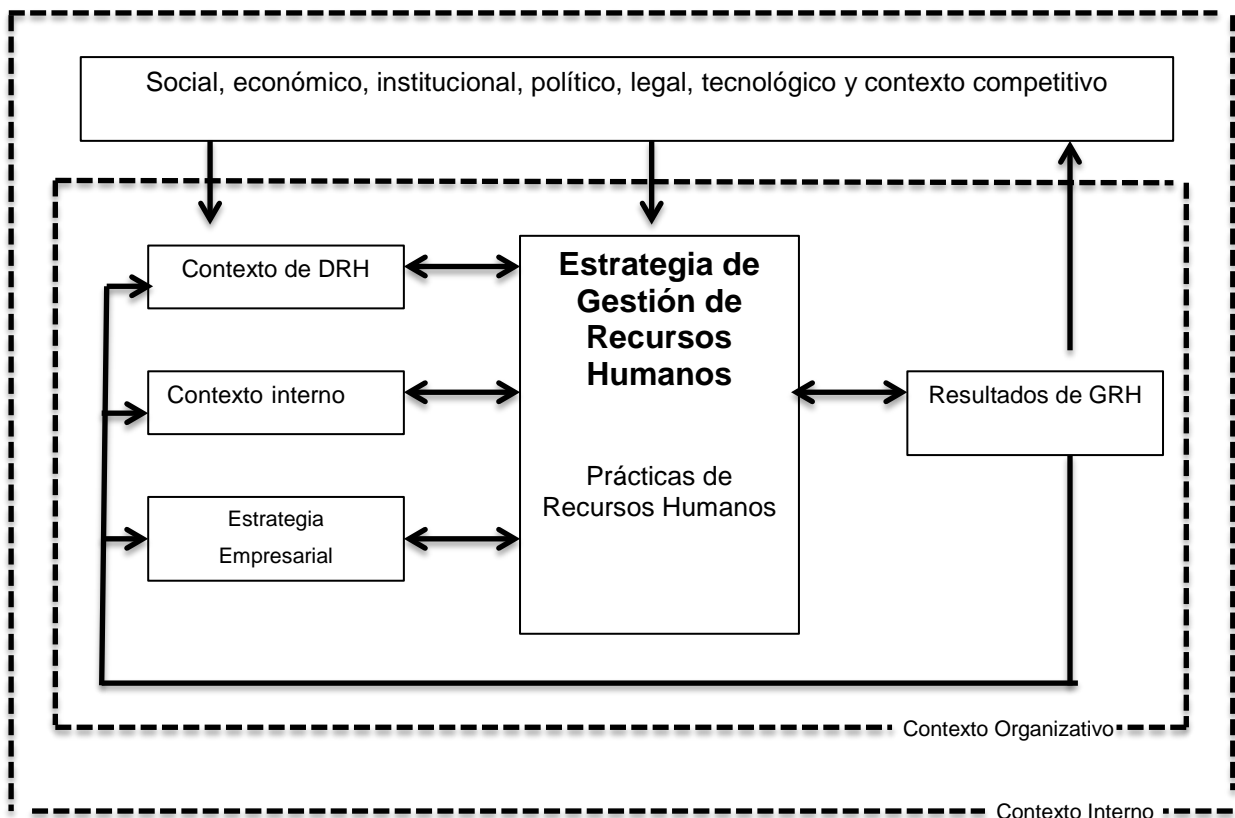 Social, económico, institucional, político, legal, tecnológico y contexto competitivo
Contexto de DRH
Contexto interno
Estrategia
Empresarial
Estrategia de
Gestión de
Recursos
Humanos
Prácticas de
Recursos Humanos
Resultados de GRH
Contexto Organizativo
Contexto Interno